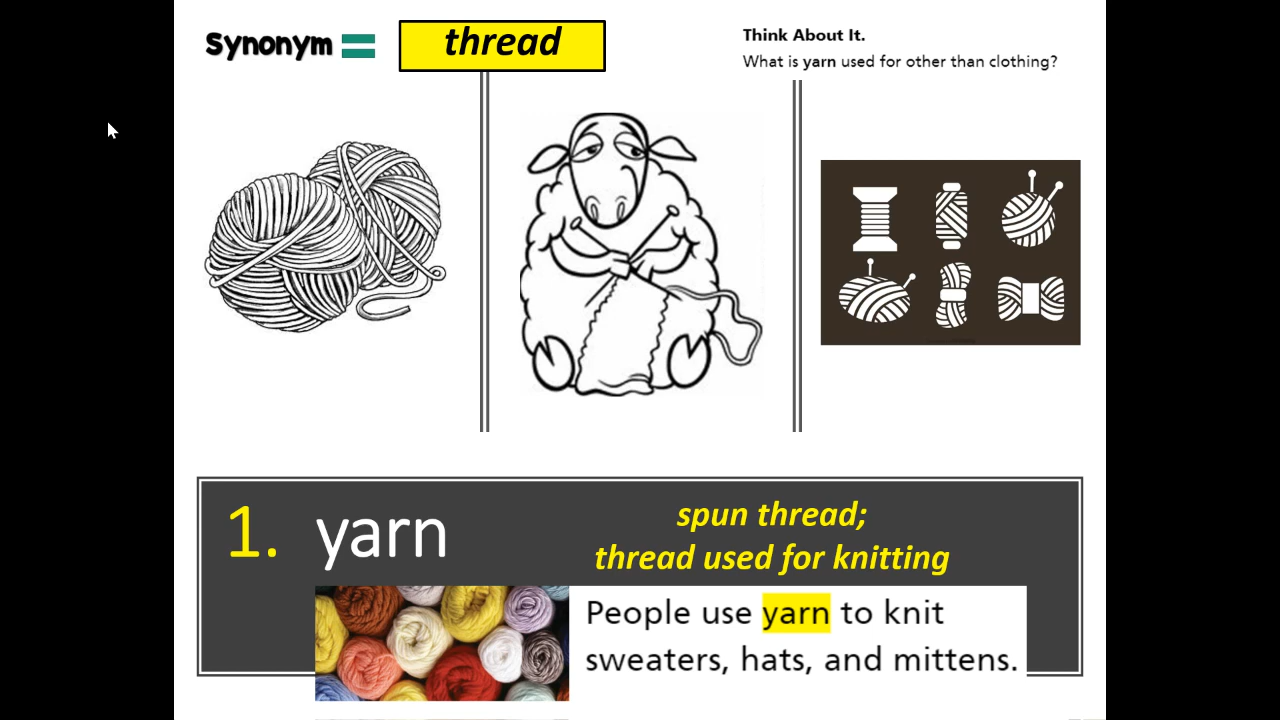 Synonym = thread
Think About It.
What is yarn used for other than clothing?
1. yarn
spun thread;
thread used for knitting
People use yarn to knit
sweaters, hats, and mittens.